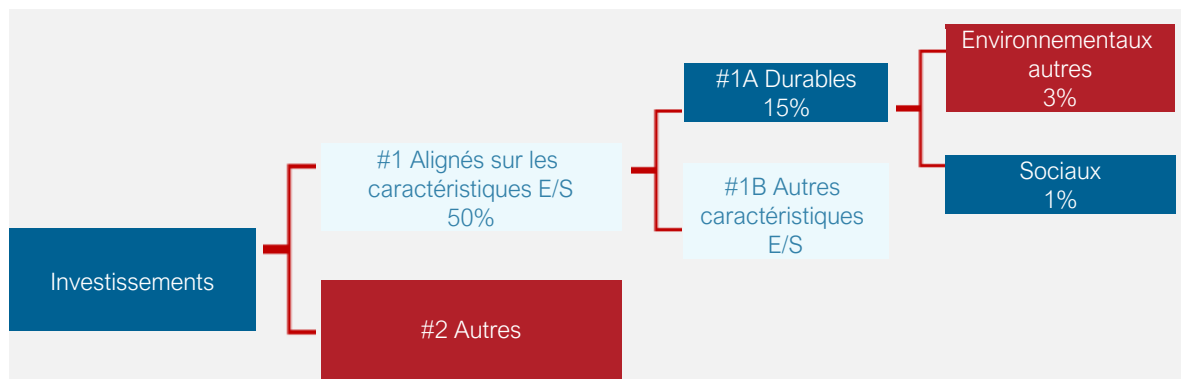 Investissements
#1 Alignés sur les
caractéristiques E/S
50%
#2 Autres
#1A Durables
15%
#1B Autres
caractéristiques
E/S
Environnementaux
autres
3%
Sociaux
1%